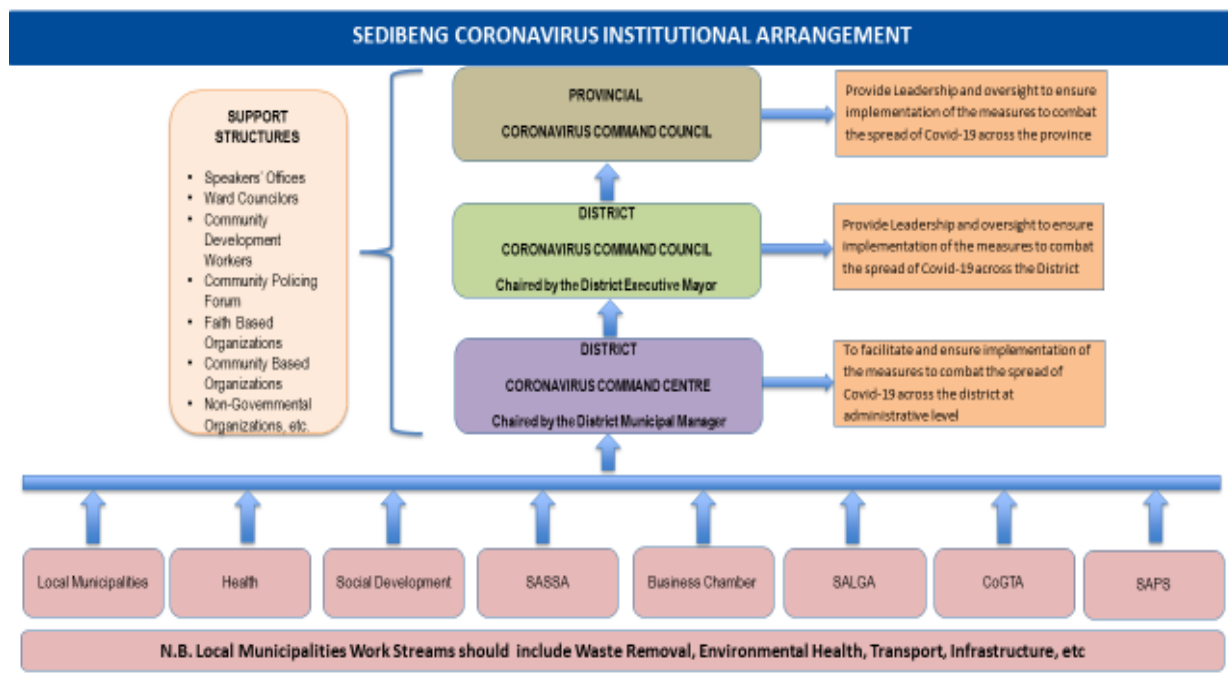 SEDIBENG CORONAVIRUS INSTITUTIONAL ARRANGEMENT
SUPPORT
STRUCTURES
• Speakers' Offices
• Ward Councilors
• Community
Development
Workers
• Community Policing
Forum
• Faith Based
Organizations
• Community Based
Organizations
• Non-Governmental
Organizations, etc.
PROVINCIAL
CORONAVIRUS COMMAND COUNCIL
Provide Leadership and oversight to ensure
implementation of the measures to combat
the spread of Covid-19 across the province
DISTRICT
CORONAVIRUS COMMAND COUNCIL
Chaired by the District Executive Mayor
Provide Leadership and oversight to ensure
implementation of the measures to combat
the spread of Covid-19 across the District
DISTRICT
CORONAVIRUS COMMAND CENTRE
Chaired by the District Municipal Manager
To facilitate and ensure implementation of
the measures to combat the spread of
Covid-19 across the district at
administrative level
Local Municipalities
Health
Social Development
SASSA
Business Chamber
SALGA
CoGTA
SAPS
N.B. Local Municipalities Work Streams should include Waste Removal, Environmental Health, Transport, Infrastructure, etc